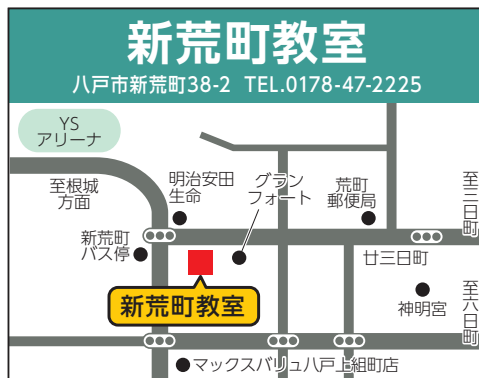 新荒町教室
八戸市新荒町38-2 TEL.0178-47-2225
YS
アリーナ
至根城
方面
明治安田
生命
グラン
フォート
荒町
郵便局
至三日町
新荒町
バス停
廿三日町
新荒町教室
神明宮
至六日町
マックスバリュ八戸上組町店